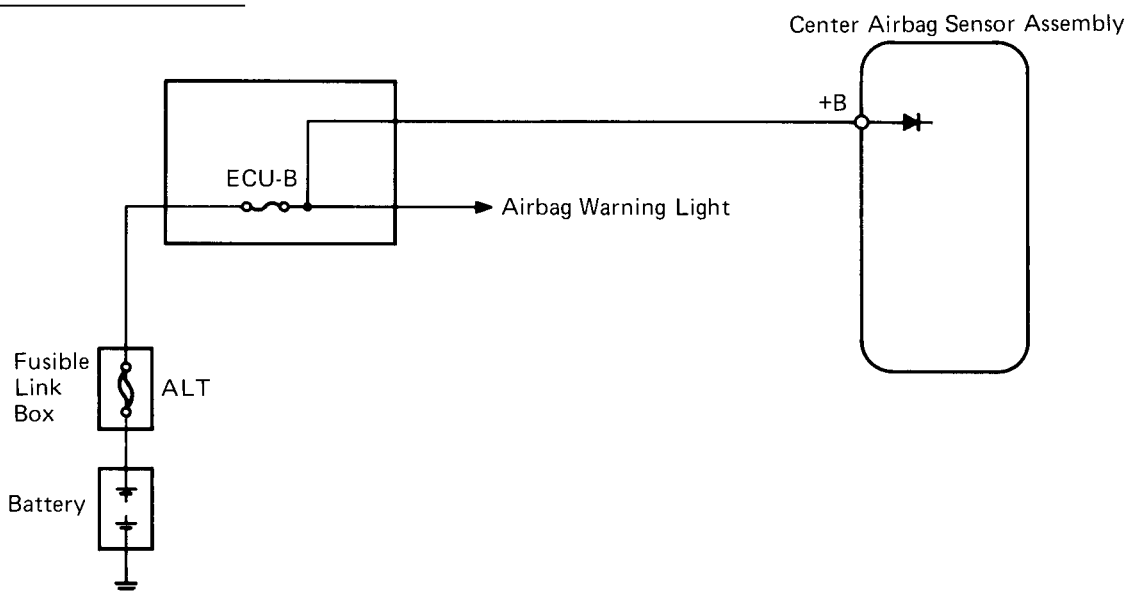 Center Airbag Sensor Assembly
+B
ECU-B
Airbag Warning Light
Fusible
Link
Box
ALT
Battery